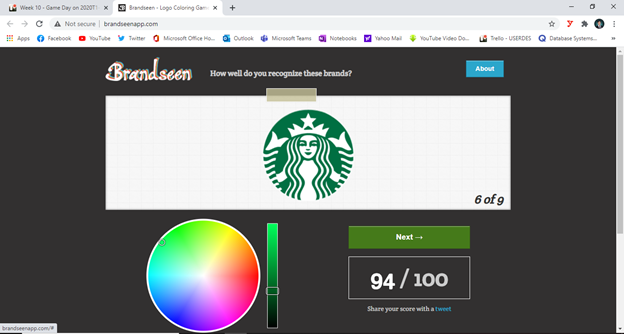 Week 10 - Game Day on 2020T1
Brandseen › Logo Coloring Gam
Not secure | brandseenapp.com
Apps Facebook YouTube Twitter Microsoft Office Ho... Outlook Microsoft Teams Notebooks Yahoo Mail YouTube Video Do... Trello - USERDES Database Systems...
Brandseen How well do you recognize these brands? About
6 of 9
Next →
94 / 100
Share your score with a tweet
brandseenapp.com/#